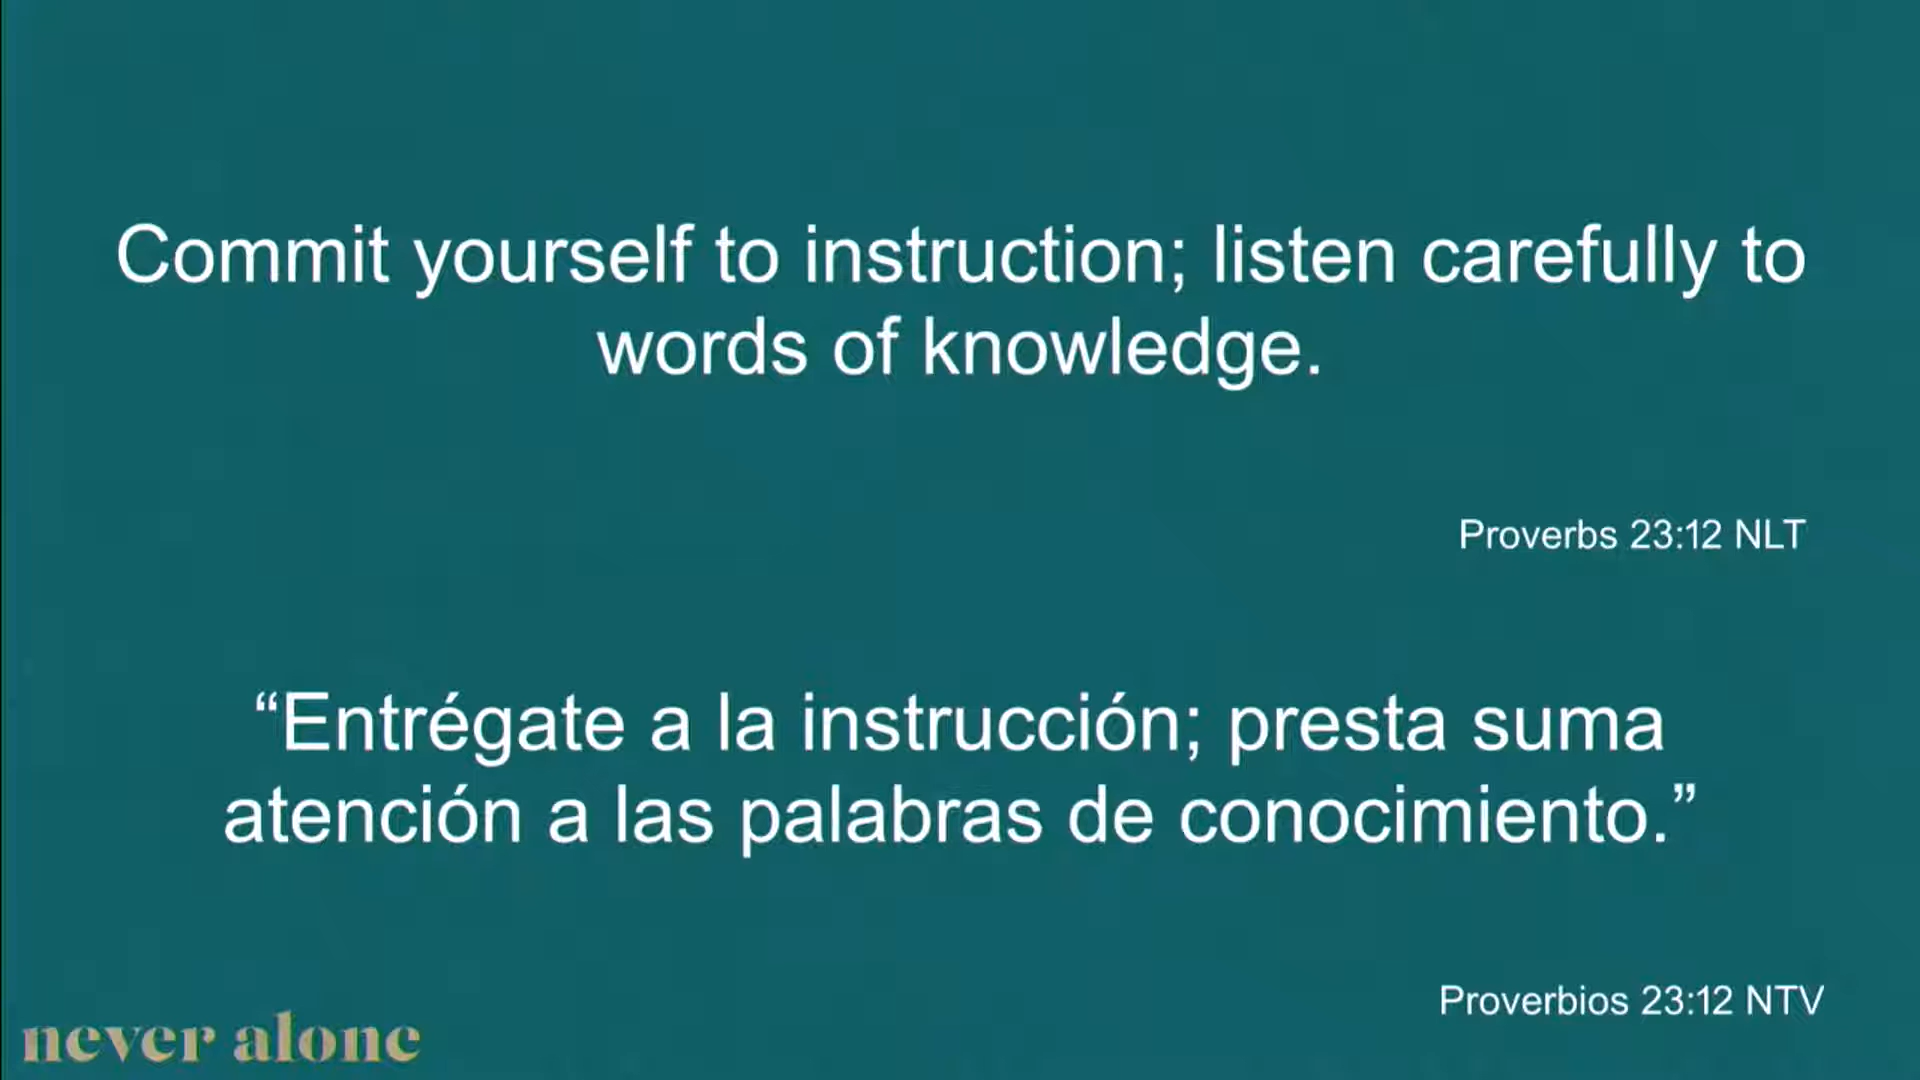 Commit yourself to instruction; listen carefully to
words of knowledge.
Proverbs 23:12 NLT
“Entrégate a la instrucción; presta suma
atención a las palabras de conocimiento.”
Proverbios 23:12 NTV
never alone